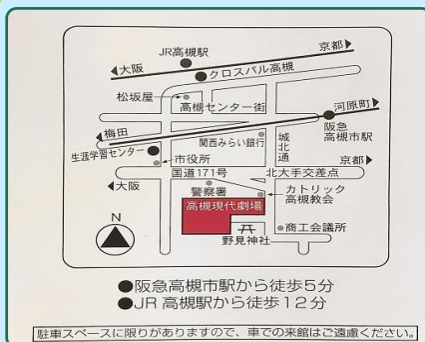 JR高槻駅
京都▶
◀大阪
クロスパル高槻
松坂屋
高槻センター街
河原町▶
◀梅田
阪急
高槻市駅
関西みらい銀行
城北通
生涯学習センター
市役所
京都▶
国道171号
北大手交差点
◀大阪
警察署
カトリック
高槻教会
高槻現代劇場
N
野見神社
商工会議所
●阪急高槻市駅から徒歩5分
●JR高槻駅から徒歩12分
駐車スペースに限りがありますので、車での来館はご遠慮ください。